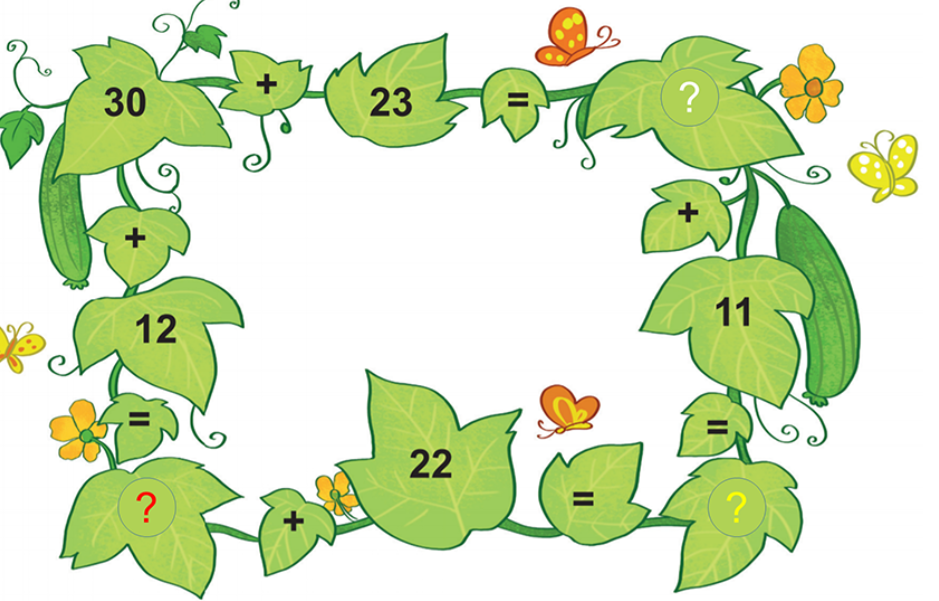 30 + 23 = ?
+ +
12 11
= =
? + 22 = ?